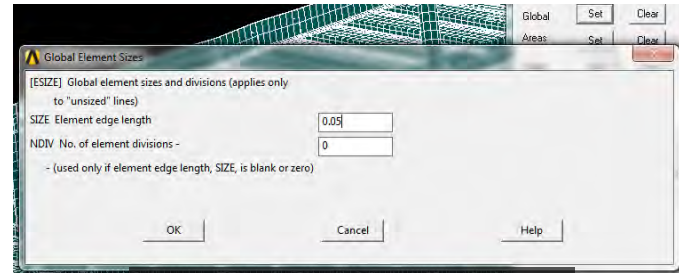 Global Set Clear
Areas Set Clear
Global Element Sizes
[ESIZE] Global element sizes and divisions (applies only
to "unsized" lines)
SIZE Element edge length 0.05
NDIV No. of element divisions - 0
- (used only if element edge length, SIZE, is blank or zero)
OK Cancel Help